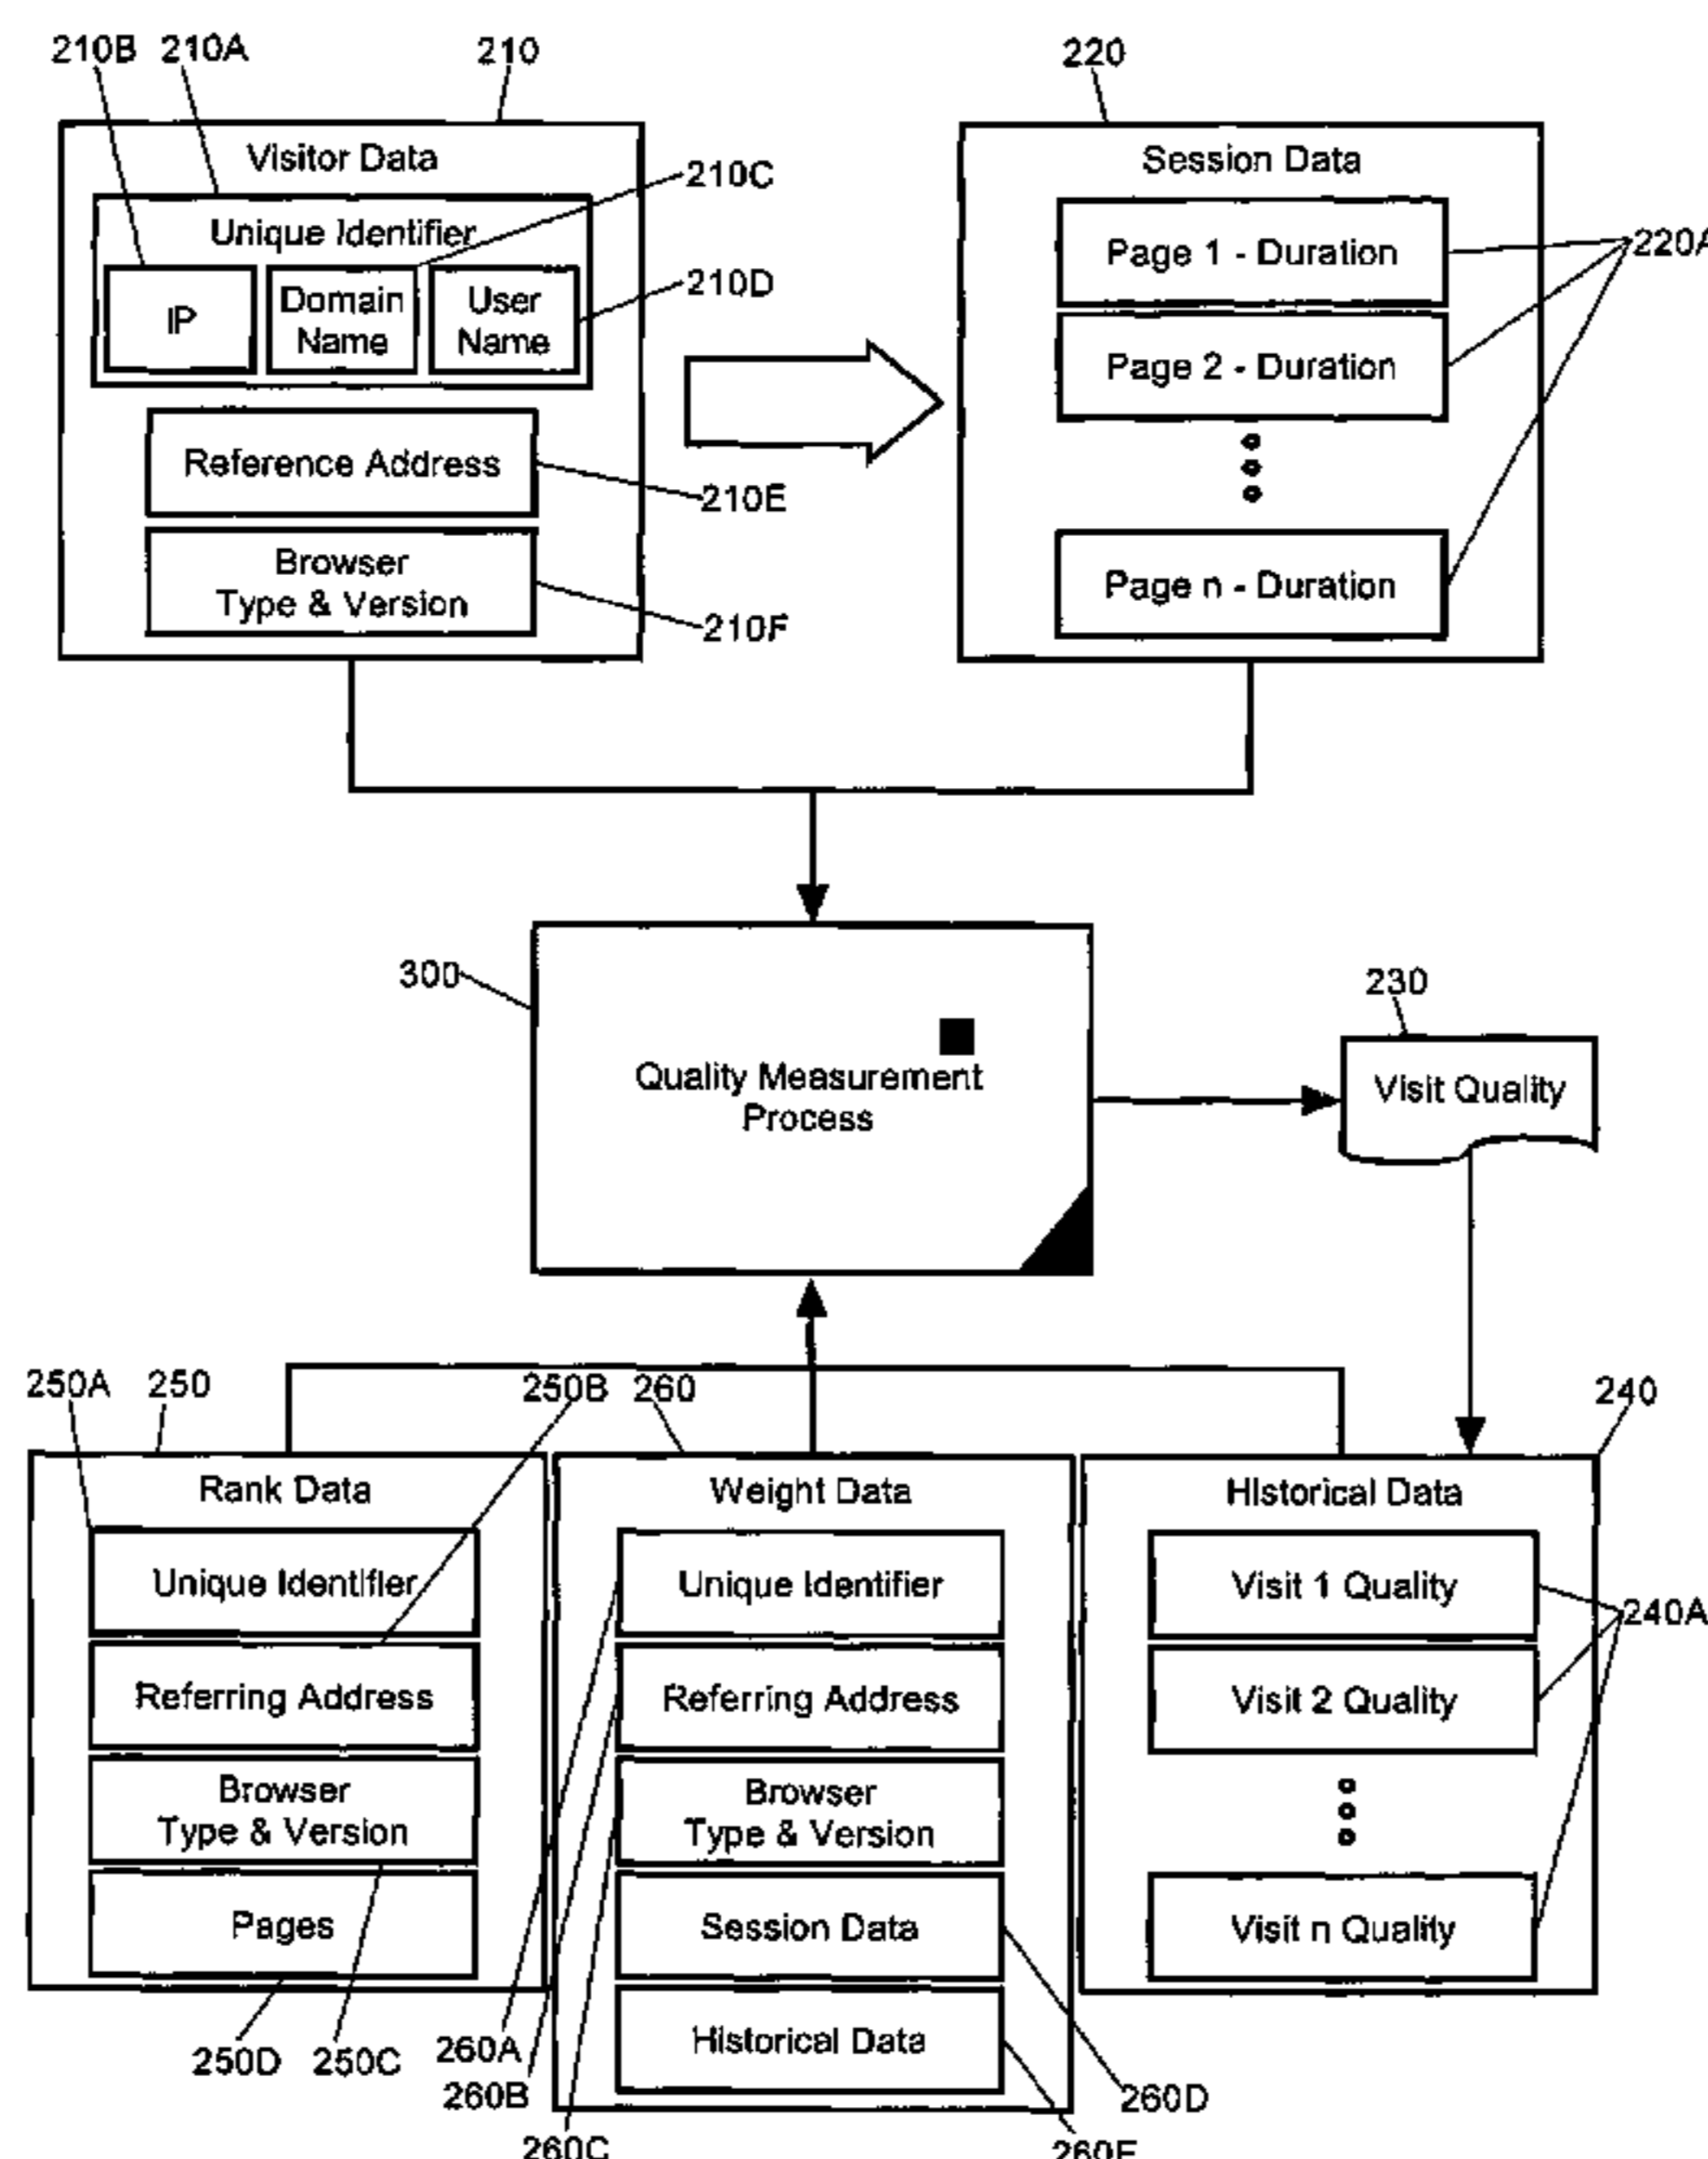 210B 210A 210 220
Visitor Data
210C
Unique Identifier
IP
Domain
Name
User
Name
210D
Reference Address
210E
Browser
Type & Version
210F
Session Data
Page 1 - Duration
220A
Page 2 - Duration
Page n - Duration
300
Quality Measurement
Process
230
Visit Quality
250A 250 250B 260 240
Rank Data
Unique Identifier
Referring Address
Browser
Type & Version
Pages
250D 250C
Weight Data
Unique Identifier
Referring Address
Browser
Type & Version
Session Data
Historical Data
260A
260B
260C
260D
260E
Historical Data
Visit 1 Quality
240A
Visit 2 Quality
Visit n Quality